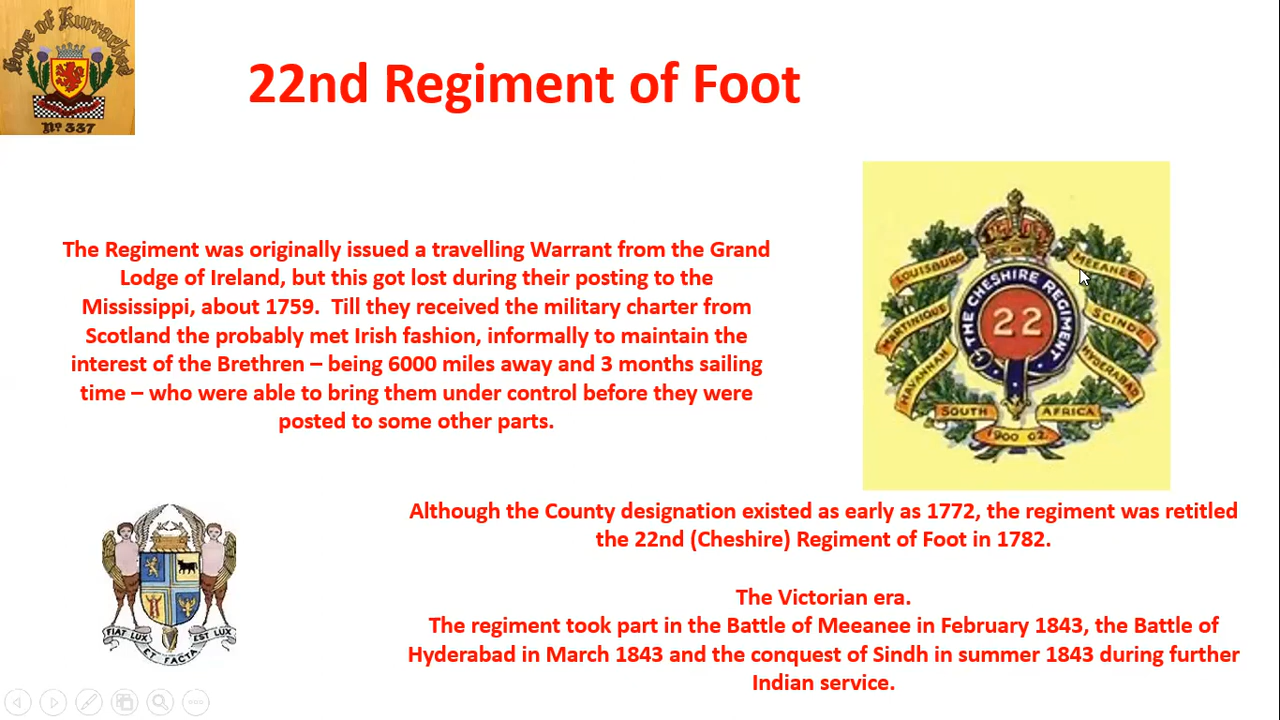 Hope of Kurrachee
No 337
22nd Regiment of Foot
The Regiment was originally issued a travelling Warrant from the Grand
Lodge of Ireland, but this got lost during their posting to the
Mississippi, about 1759. Till they received the military charter from
Scotland the probably met Irish fashion, informally to maintain the
interest of the Brethren – being 6000 miles away and 3 months sailing
time – who were able to bring them under control before they were
posted to some other parts.
LOUISBURG
MEEANEE
THE CHESHIRE REGIMENT
22
MARTINIQUE
SCINDE
HAVANNAH
HYDERABAD
SOUTH AFRICA
1900 02.
Although the County designation existed as early as 1772, the regiment was retitled
the 22nd (Cheshire) Regiment of Foot in 1782.
The Victorian era.
The regiment took part in the Battle of Meeanee in February 1843, the Battle of
Hyderabad in March 1843 and the conquest of Sindh in summer 1843 during further
Indian service.
FIAT LUX
ET FACTA
EST LUX